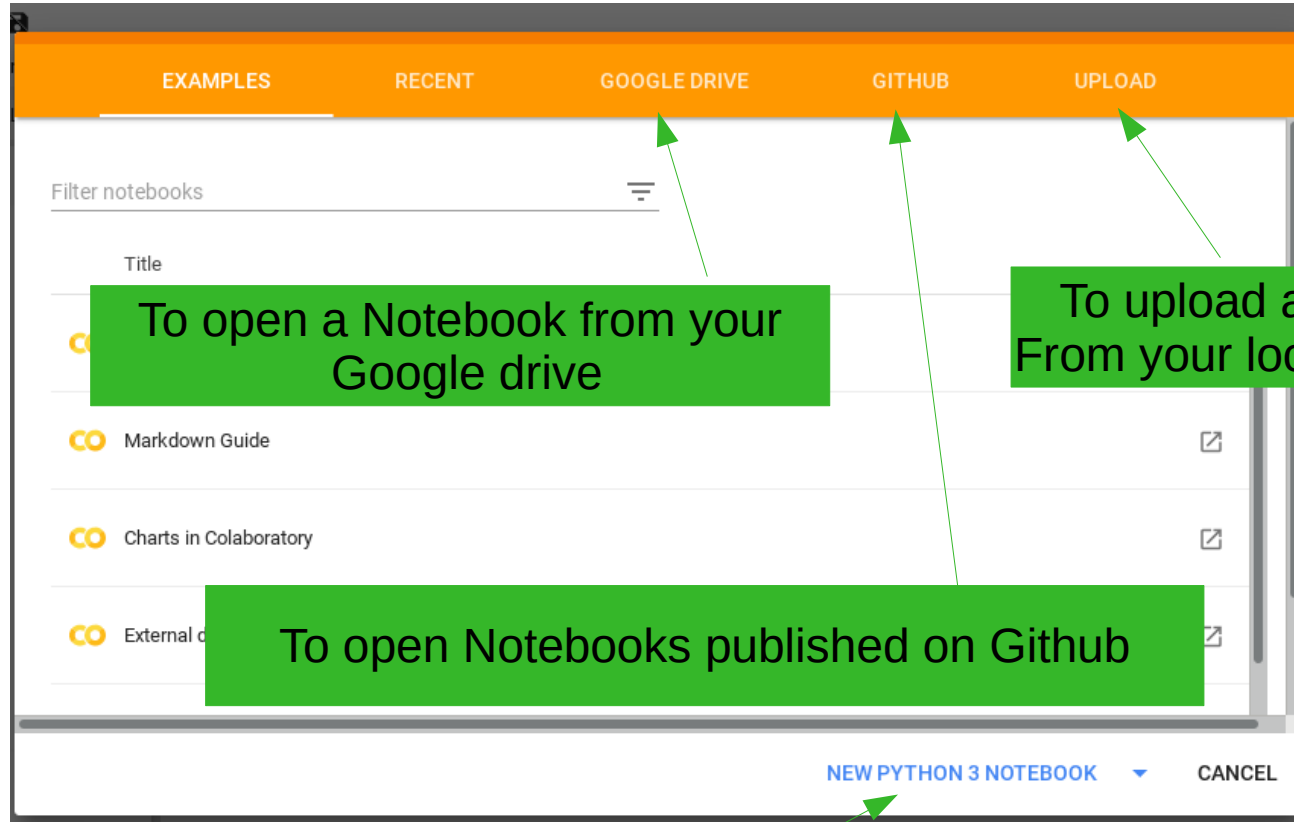 EXAMPLES RECENT GOOGLE DRIVE GITHUB UPLOAD
Filter notebooks
Title
To open a Notebook from your
Google drive
To upload a
From your loc
Markdown Guide
Charts in Colaboratory
External d
To open Notebooks published on Github
NEW PYTHON 3 NOTEBOOK CANCEL